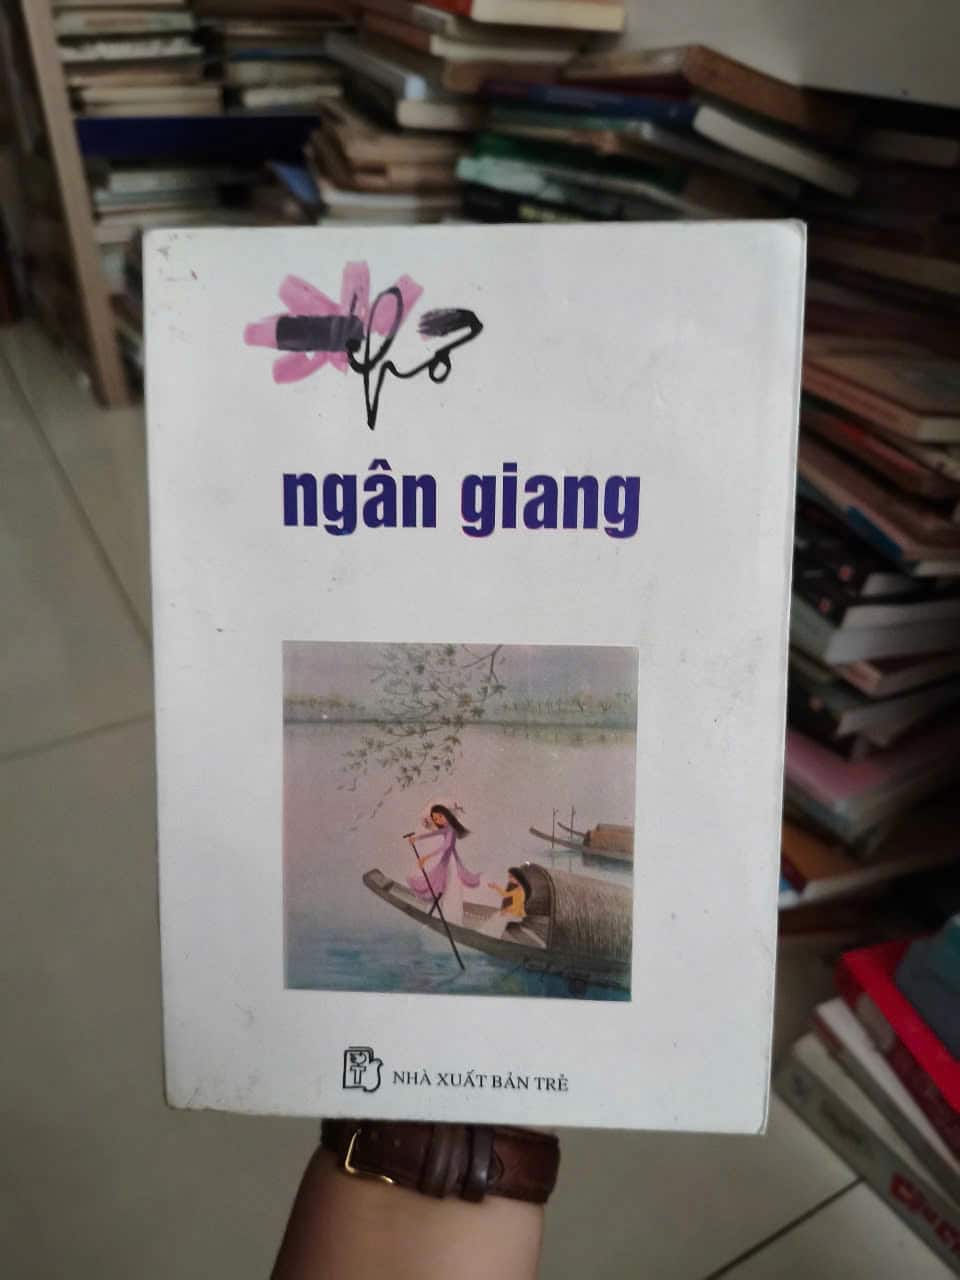 thơ
ngân giang
NHÀ XUẤT BẢN TRẺ